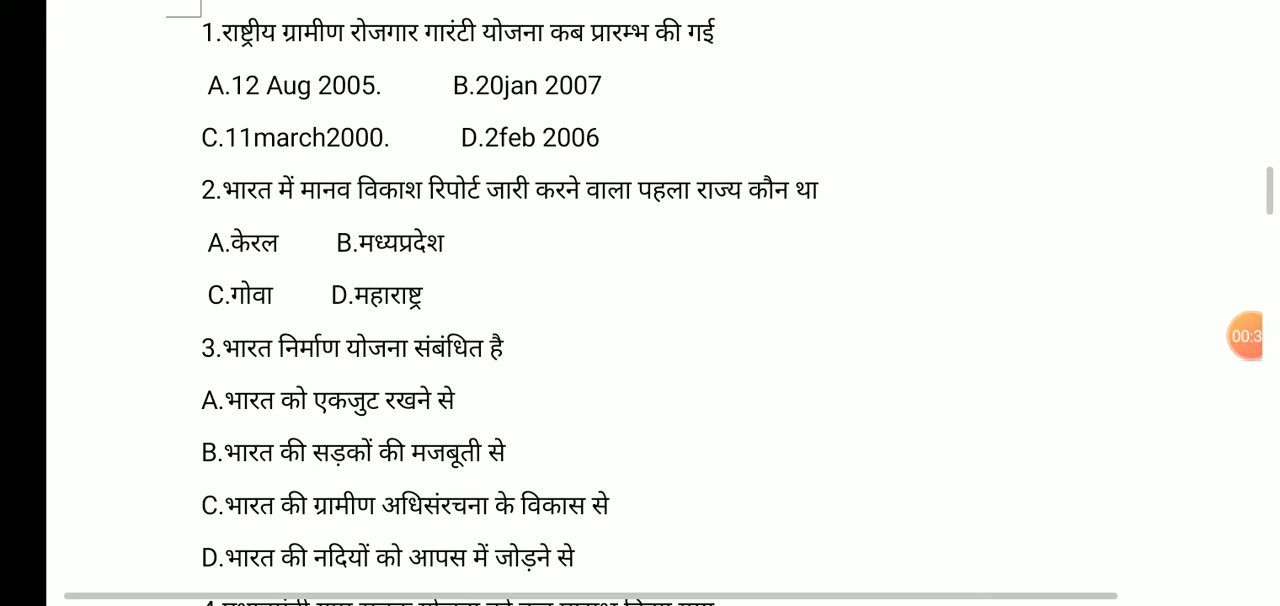 1.राष्ट्रीय ग्रामीण रोजगार गारंटी योजना कब प्रारम्भ की गई
A.12 Aug 2005. B.20jan 2007
C.11march2000. D.2feb 2006
2.भारत में मानव विकाश रिपोर्ट जारी करने वाला पहला राज्य कौन था
A.केरल B.मध्यप्रदेश
C.गोवा D.महाराष्ट्र
3.भारत निर्माण योजना संबंधित है
A.भारत को एकजुट रखने से
00:3
B.भारत की सड़कों की मजबूती से
C.भारत की ग्रामीण अधिसंरचना के विकास से
D.भारत की नदियों को आपस में जोड़ने से